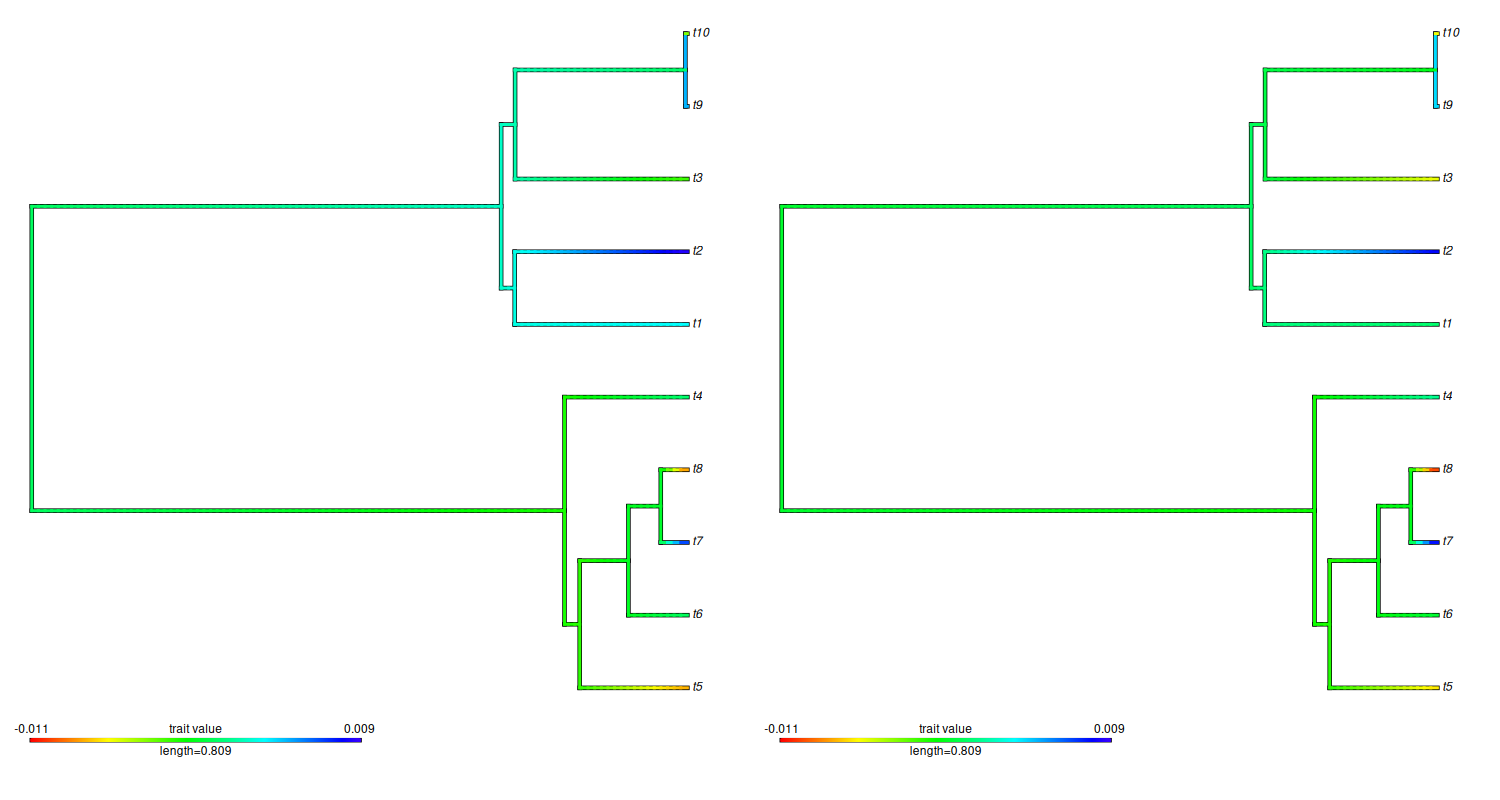 t10
t9
t3
t2
t1
t4
t8
t7
t6
t5
-0.011 trait value 0.009
length=0.809
t10
t9
t3
t2
t1
t4
t8
t7
t6
t5
-0.011 trait value 0.009
length=0.809